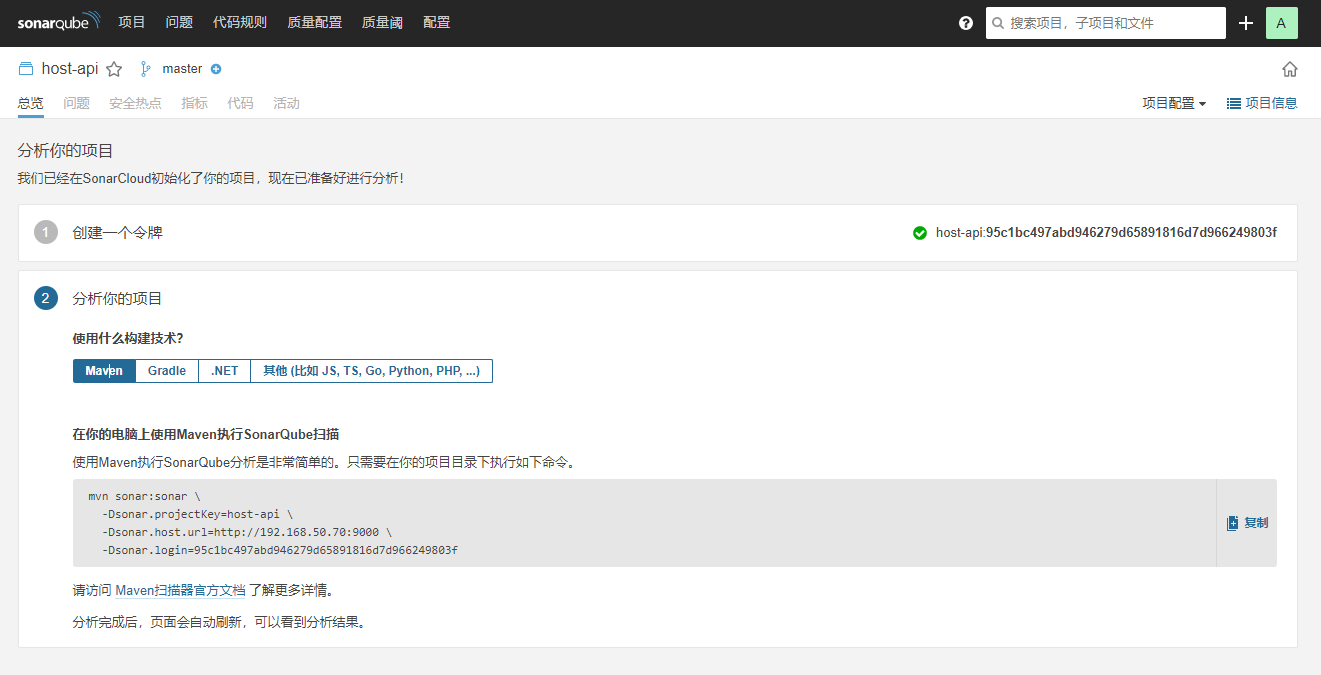 sonarqube 项目 问题 代码规则 质量配置 质量阈 配置 ? 搜索项目，子项目和文件 + A
host-api master
总览 问题 安全热点 指标 代码 活动 项目配置 项目信息
分析你的项目
我们已经在SonarCloud初始化了你的项目，现在已准备好进行分析！
1 创建一个令牌 host-api:95c1bc497abd946279d65891816d7d966249803f
2 分析你的项目
使用什么构建技术？
Maven Gradle .NET 其他 (比如 JS, TS, Go, Python, PHP, ...)
在你的电脑上使用Maven执行SonarQube扫描
使用Maven执行SonarQube分析是非常简单的。只需要在你的项目目录下执行如下命令。
mvn sonar:sonar \
-Dsonar.projectKey=host-api \
-Dsonar.host.url=http://192.168.50.70:9000 \
-Dsonar.login=95c1bc497abd946279d65891816d7d966249803f
复制
请访问 Maven扫描器官方文档 了解更多详情。
分析完成后，页面会自动刷新，可以看到分析结果。